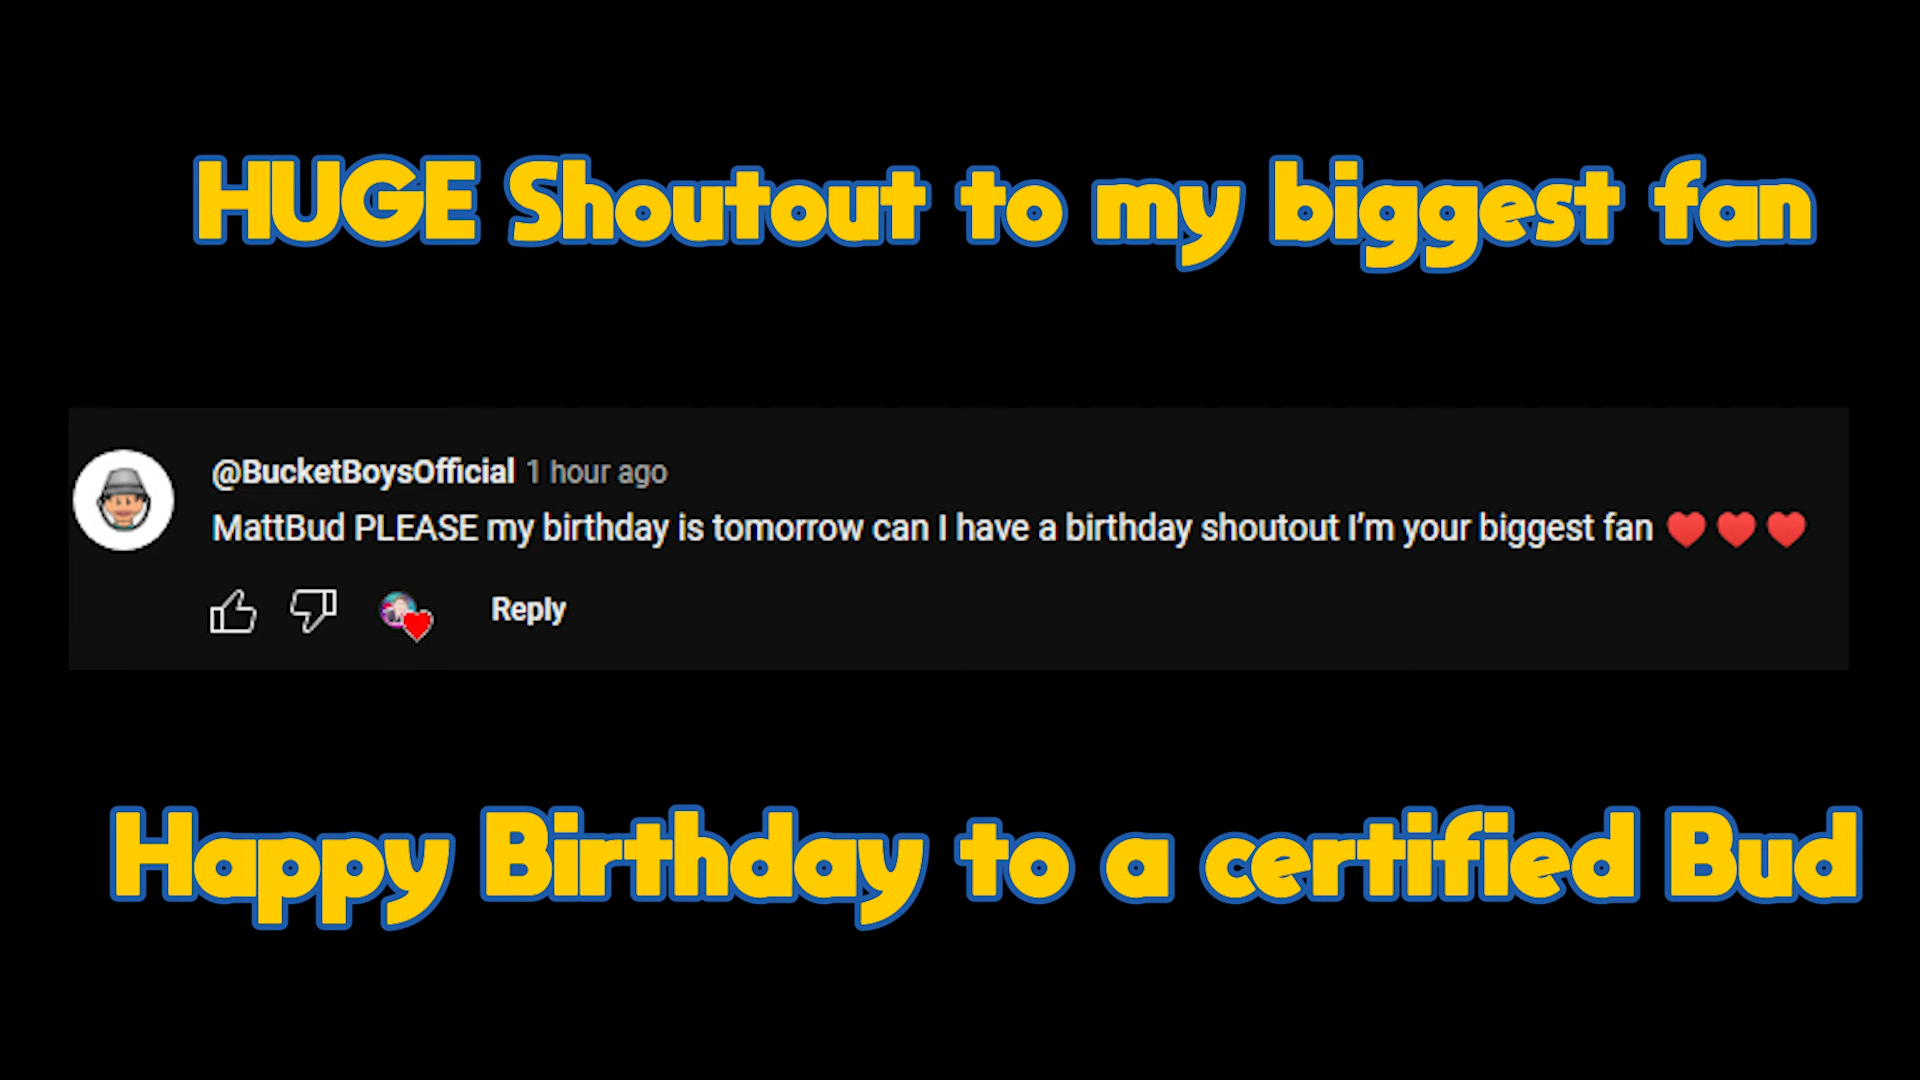 HUGE Shoutout to my biggest fan
@BucketBoysOfficial 1 hour ago
MattBud PLEASE my birthday is tomorrow can I have a birthday shoutout I’m your biggest fan ❤️❤️❤️
Reply
Happy Birthday to a certified Bud